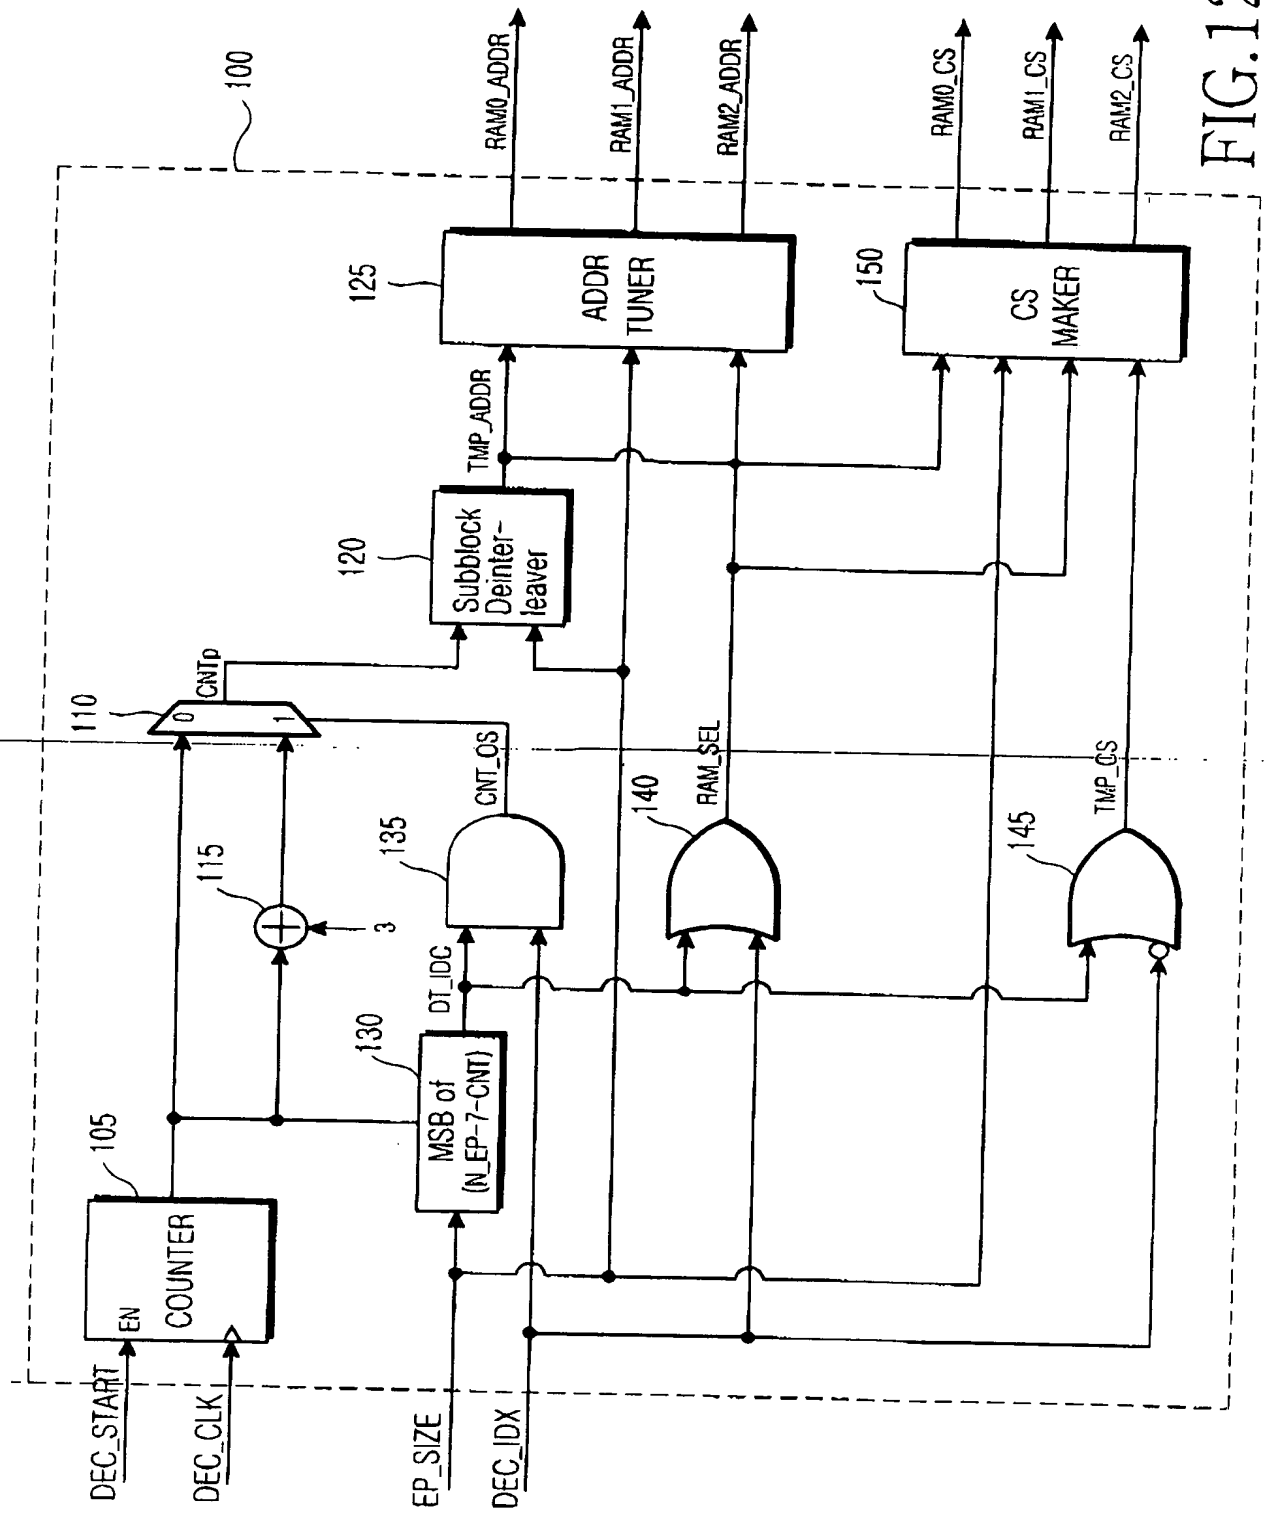 100
DEC_START
EN
COUNTER
105
DEC_CLK
115
3
110
0
1
CNTp
120
Subblock
Deinter-
leaver
TMP_ADDR
125
ADDR
TUNER
RAM0_ADDR
RAM1_ADDR
RAM2_ADDR
EP_SIZE
DEC_IDX
130
MSB of
(N_EP-7-CNT)
DT_IDC
135
CNT_OS
140
RAM_SEL
145
TMP_CS
150
CS
MAKER
RAM0_CS
RAM1_CS
RAM2_CS
FIG.12